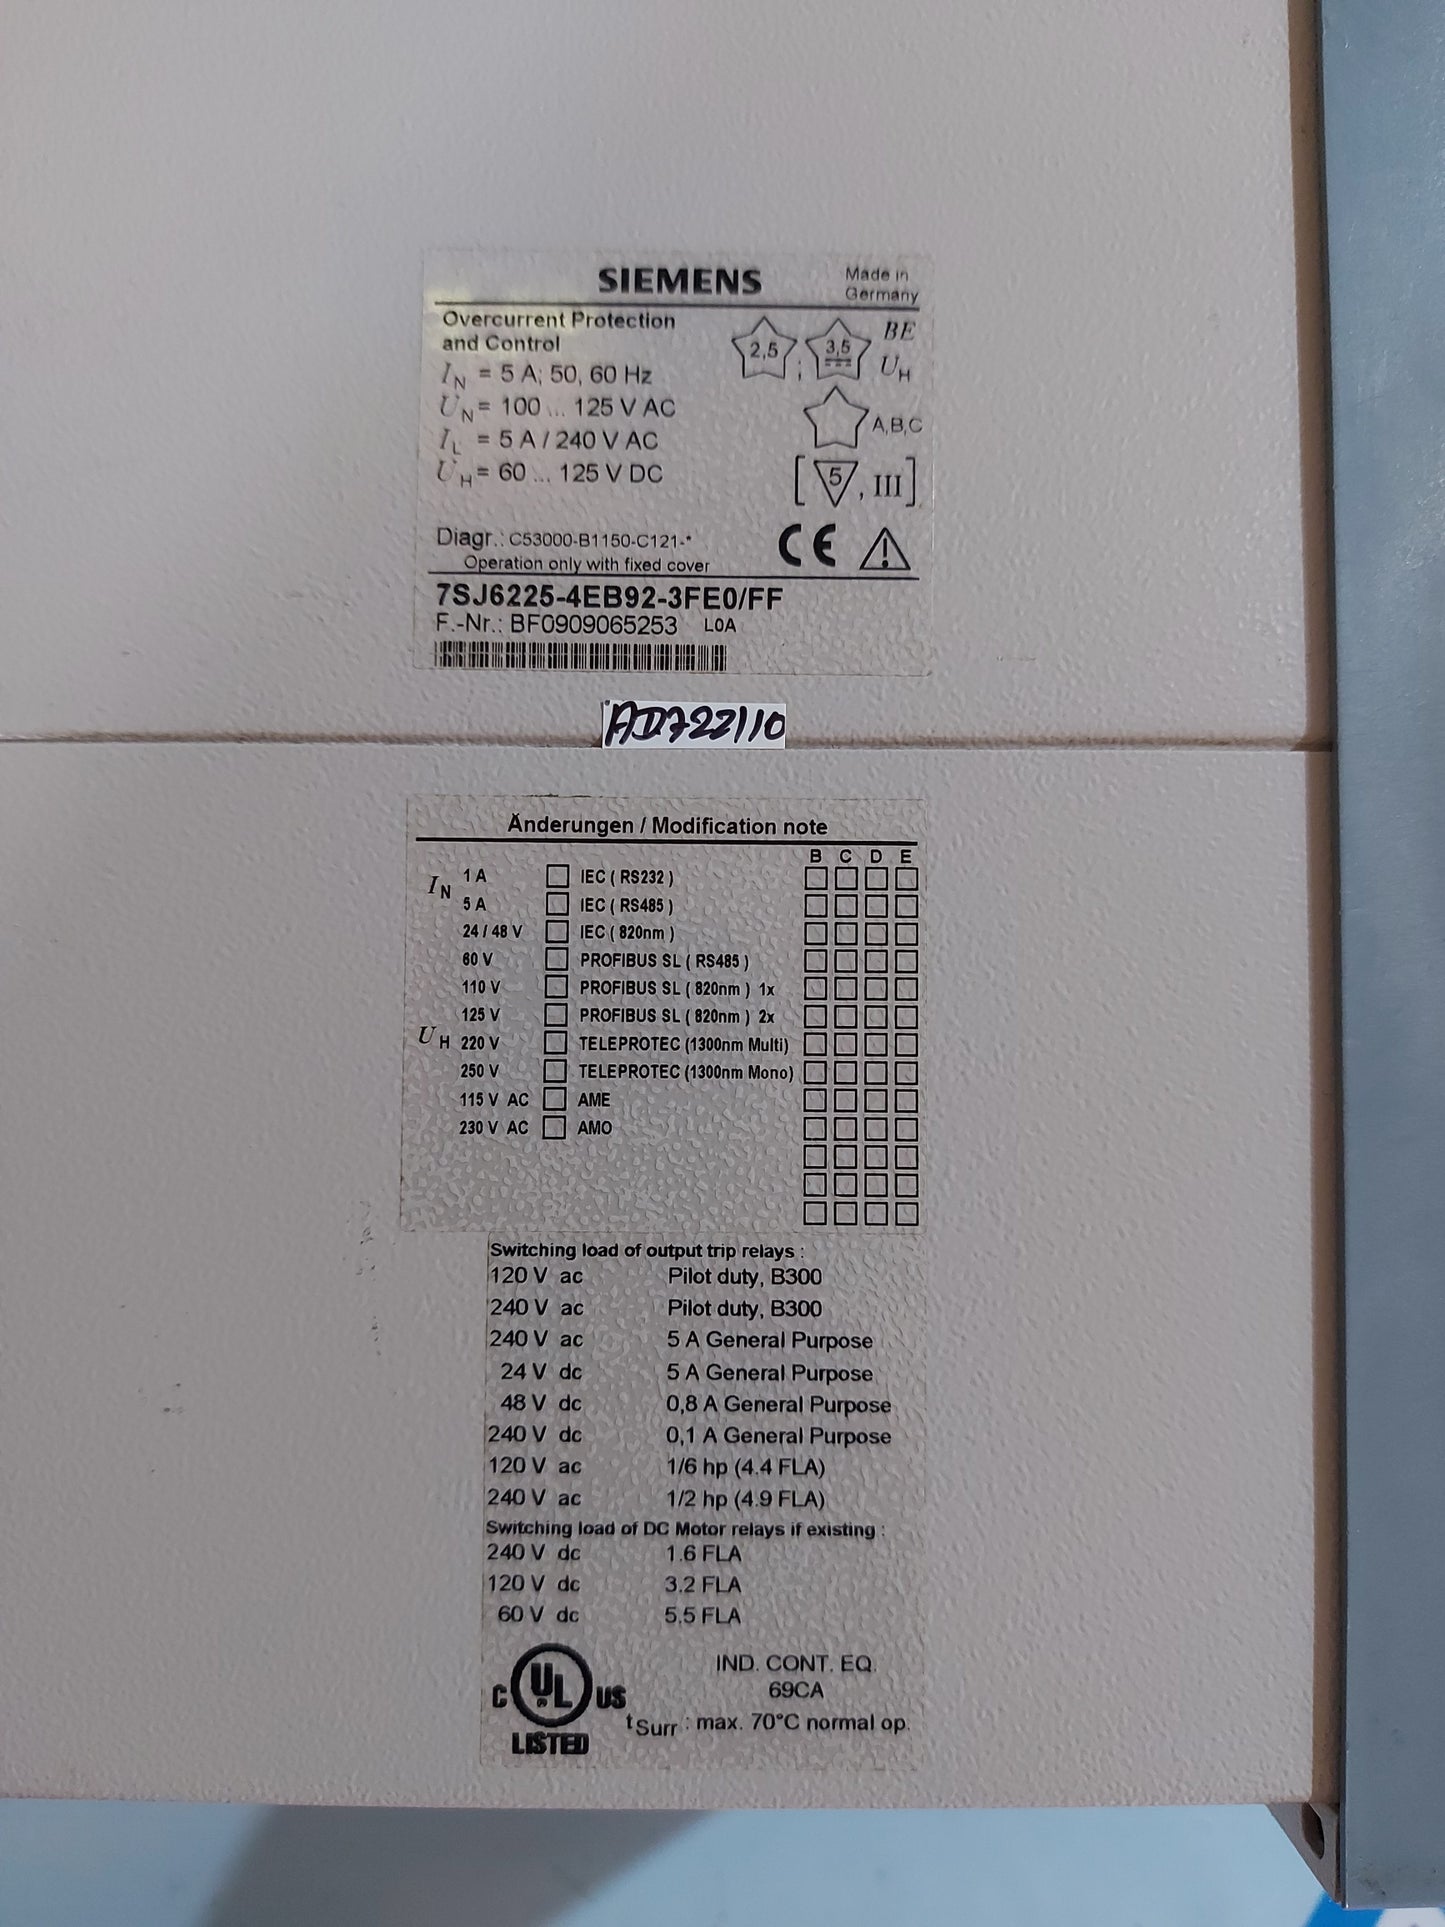 SIEMENS
Made in
Germany
Overcurrent Protection
and Control
2,5 ; 3,5 BE
UH
IN = 5 A; 50, 60 Hz
UN = 100 ... 125 V AC
A,B,C
IL = 5 A / 240 V AC
UH = 60 ... 125 V DC
[ 5 , III ]
Diagr.: C53000-B1150-C121-*
Operation only with fixed cover
CE
7SJ6225-4EB92-3FE0/FF
F.-Nr.: BF0909065253 L0A
AD722110
Änderungen / Modification note
B C D E
IN 1 A IEC ( RS232 )
5 A IEC ( RS485 )
24 / 48 V IEC ( 820nm )
60 V PROFIBUS SL ( RS485 )
110 V PROFIBUS SL ( 820nm ) 1x
125 V PROFIBUS SL ( 820nm ) 2x
UH 220 V TELEPROTEC (1300nm Multi)
250 V TELEPROTEC (1300nm Mono)
115 V AC AME
230 V AC AMO
Switching load of output trip relays :
120 V ac Pilot duty, B300
240 V ac Pilot duty, B300
240 V ac 5 A General Purpose
24 V dc 5 A General Purpose
48 V dc 0,8 A General Purpose
240 V dc 0,1 A General Purpose
120 V ac 1/6 hp (4.4 FLA)
240 V ac 1/2 hp (4.9 FLA)
Switching load of DC Motor relays if existing :
240 V dc 1.6 FLA
120 V dc 3.2 FLA
60 V dc 5.5 FLA
IND. CONT. EQ.
69CA
C UL US
LISTED
tSurr : max. 70°C normal op.